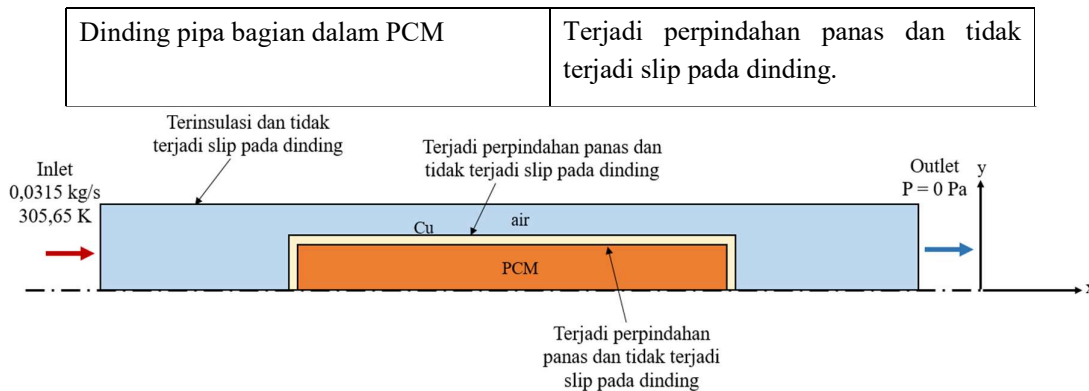 Dinding pipa bagian dalam PCM
Terjadi perpindahan panas dan tidak
terjadi slip pada dinding.
Terinsulasi dan tidak
terjadi slip pada dinding
Terjadi perpindahan panas dan
tidak terjadi slip pada dinding
Inlet
0,0315 kg/s
305,65 K
Outlet
P = 0 Pa
y
Cu
air
PCM
x
Terjadi perpindahan
panas dan tidak terjadi
slip pada dinding